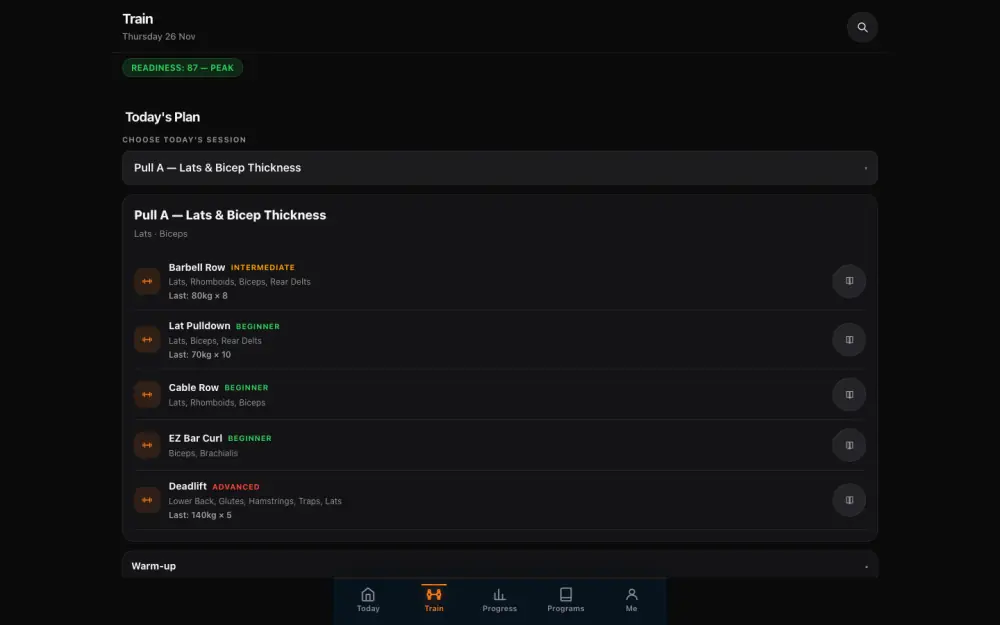 Train
Thursday 26 Nov
READINESS: 87 — PEAK
Today's Plan
CHOOSE TODAY'S SESSION
Pull A — Lats & Bicep Thickness
Pull A — Lats & Bicep Thickness
Lats · Biceps
Barbell Row INTERMEDIATE
Lats, Rhomboids, Biceps, Rear Delts
Last: 80kg × 8
Lat Pulldown BEGINNER
Lats, Biceps, Rear Delts
Last: 70kg × 10
Cable Row BEGINNER
Lats, Rhomboids, Biceps
EZ Bar Curl BEGINNER
Biceps, Brachialis
Deadlift ADVANCED
Lower Back, Glutes, Hamstrings, Traps, Lats
Last: 140kg × 5
Warm-up
Today Train Progress Programs Me